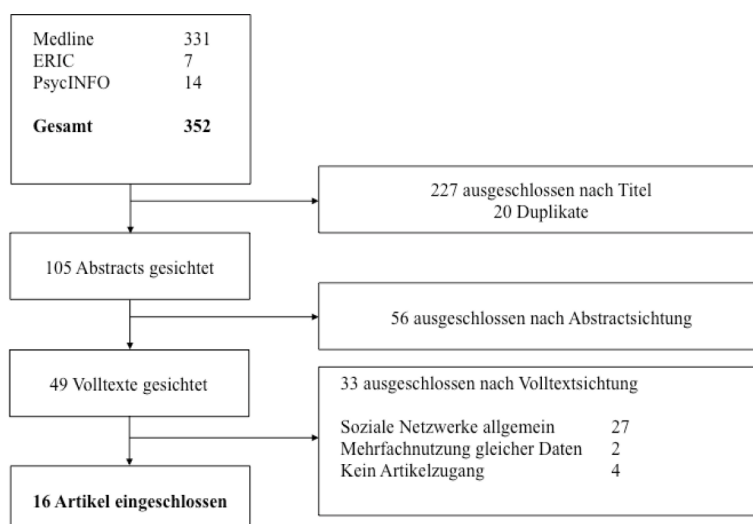 Medline 331
ERIC 7
PsycINFO 14
Gesamt 352
227 ausgeschlossen nach Titel
20 Duplikate
105 Abstracts gesichtet
56 ausgeschlossen nach Abstractsichtung
49 Volltexte gesichtet
33 ausgeschlossen nach Volltextsichtung
Soziale Netzwerke allgemein 27
Mehrfachnutzung gleicher Daten 2
Kein Artikelzugang 4
16 Artikel eingeschlossen